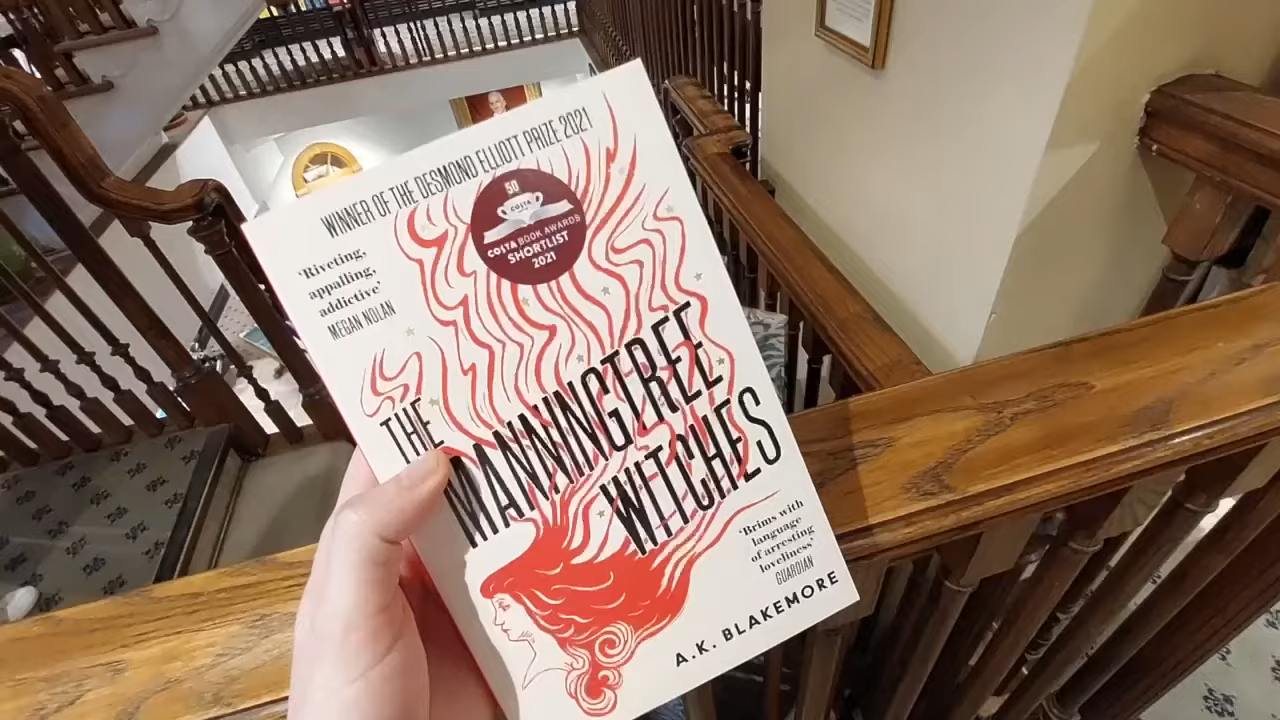 WINNER OF THE DESMOND ELLIOTT PRIZE 2021
50
COSTA
COSTA BOOK AWARDS
SHORTLIST
2021
'Riveting,
appalling,
addictive'
MEGAN NOLAN
THE
MANNINGTREE
WITCHES
'Brims with
language
of arresting
loveliness'
GUARDIAN
A.K. BLAKEMORE